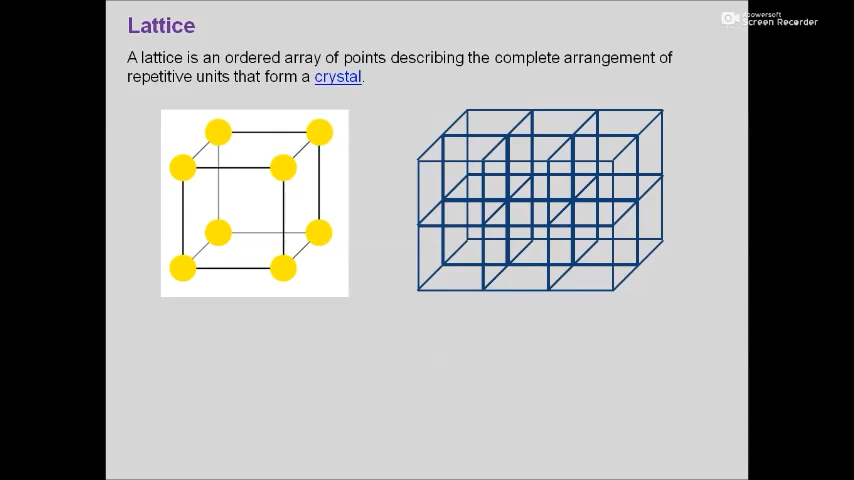 Lattice
A lattice is an ordered array of points describing the complete arrangement of
repetitive units that form a crystal.
Apowersoft
Screen Recorder